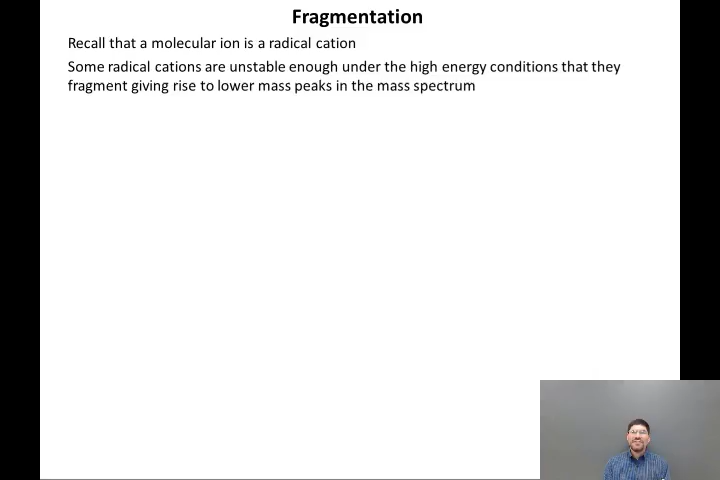 Fragmentation
Recall that a molecular ion is a radical cation
Some radical cations are unstable enough under the high energy conditions that they
fragment giving rise to lower mass peaks in the mass spectrum